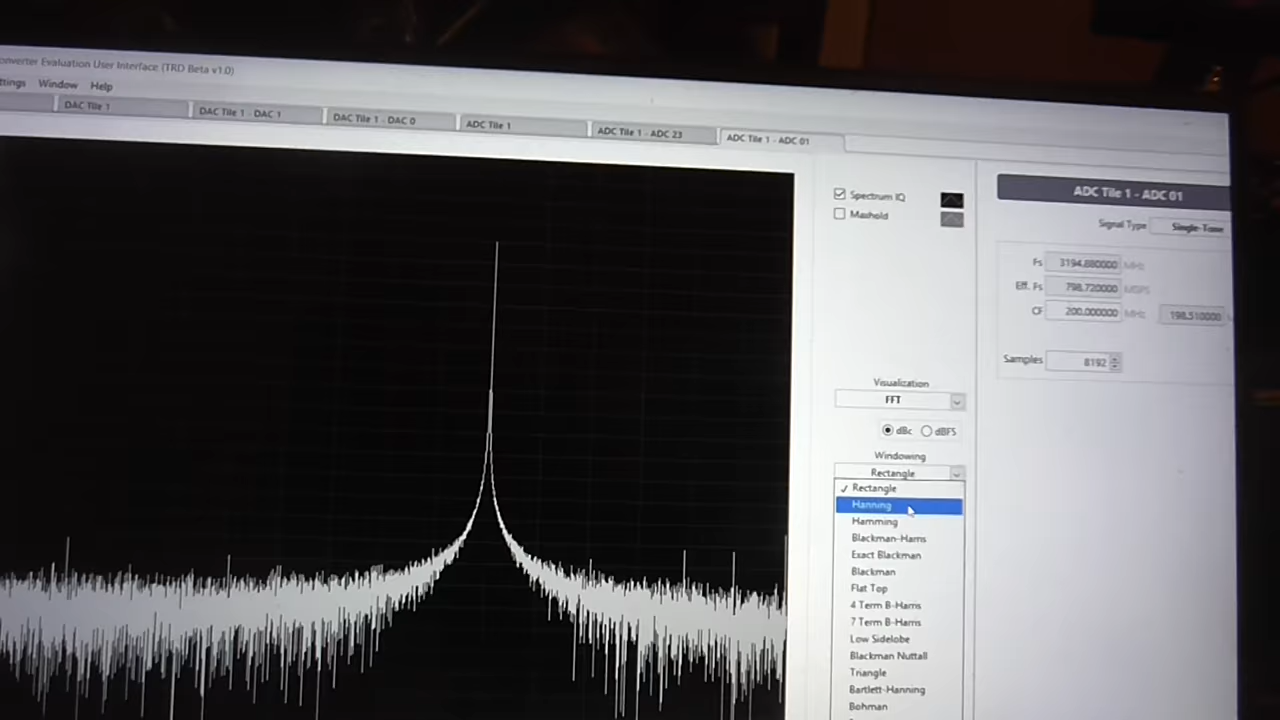 onverter Evaluation User Interface (TRD Beta v1.0)
ttings Window Help
DAC Tile 1
DAC Tile 1 - DAC 1
DAC Tile 1 - DAC 0
ADC Tile 1
ADC Tile 1 - ADC 23
ADC Tile 1 - ADC 01
Spectrum IQ
Maxhold
ADC Tile 1 - ADC 01
Signal Type Single-Tone
Fs 3194.880000 MHz
Eff. Fs 798.720000 MSPS
CF 200.000000 MHz 198.510000
Samples 8192
Visualization
FFT
dBc dBFS
Windowing
Rectangle
✓ Rectangle
Hanning
Hamming
Blackman-Harris
Exact Blackman
Blackman
Flat Top
4 Term B-Harris
7 Term B-Harris
Low Sidelobe
Blackman Nuttall
Triangle
Bartlett-Hanning
Bohman